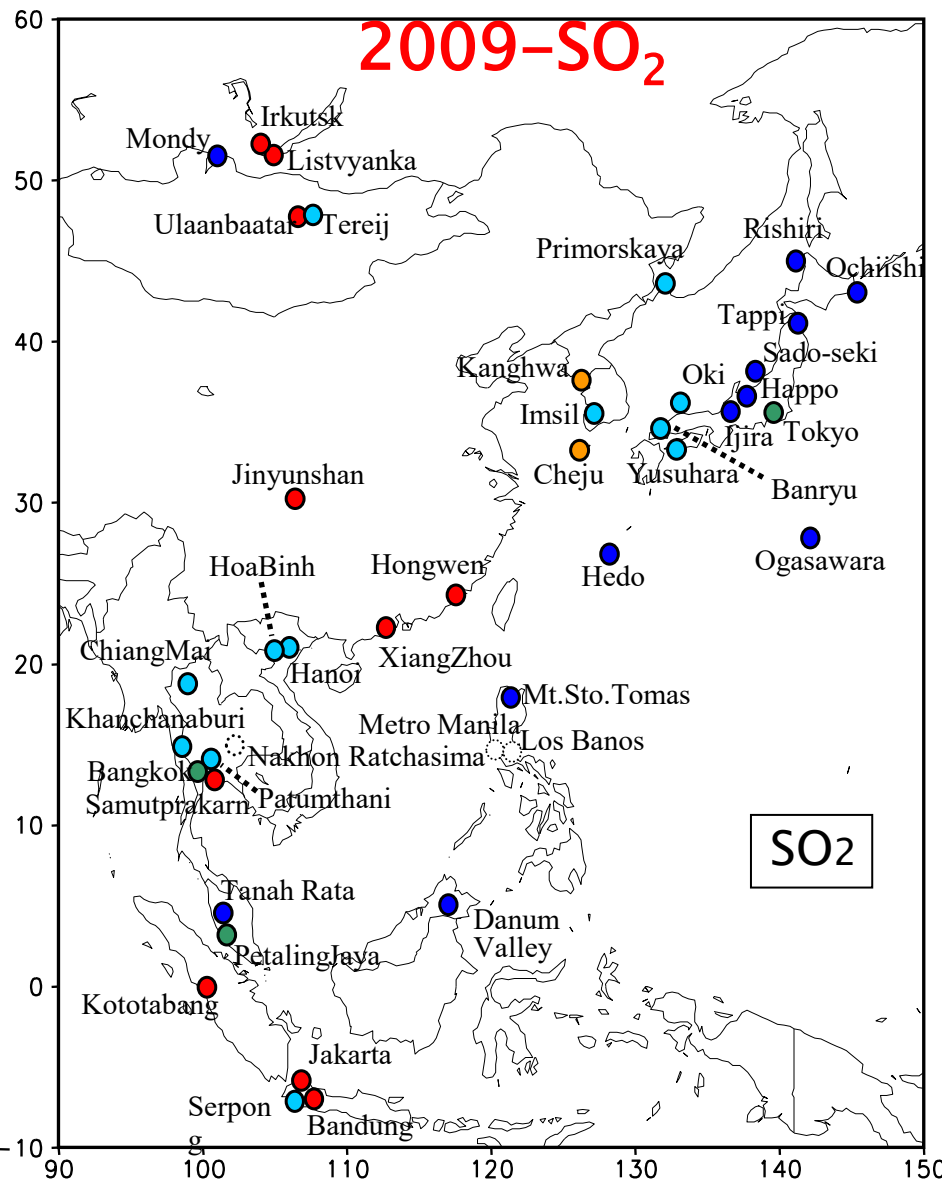 60
2009-SO2
Irkutsk
Mondy
Listvyanka
50
Ulaanbaatar
Tereij
Rishiri
Primorskaya
Ochiishi
Tappi
40
Sado-seki
Kanghwa
Oki
Happo
Imsil
Ijira
Tokyo
Jinyunshan
Cheju
Yusuhara
Banryu
30
HoaBinh
Hongwen
Ogasawara
Hedo
ChiangMai
20
Hanoi
XiangZhou
Mt.Sto.Tomas
Khanchanaburi
Metro Manila
Los Banos
Nakhon Ratchasima
Bangkok
Patumthani
Samutprakarn
10
SO2
Tanah Rata
Danum
Valley
PetalingJaya
0
Kototabang
Jakarta
Serpon
g
Bandung
-10
90 100 110 120 130 140 150